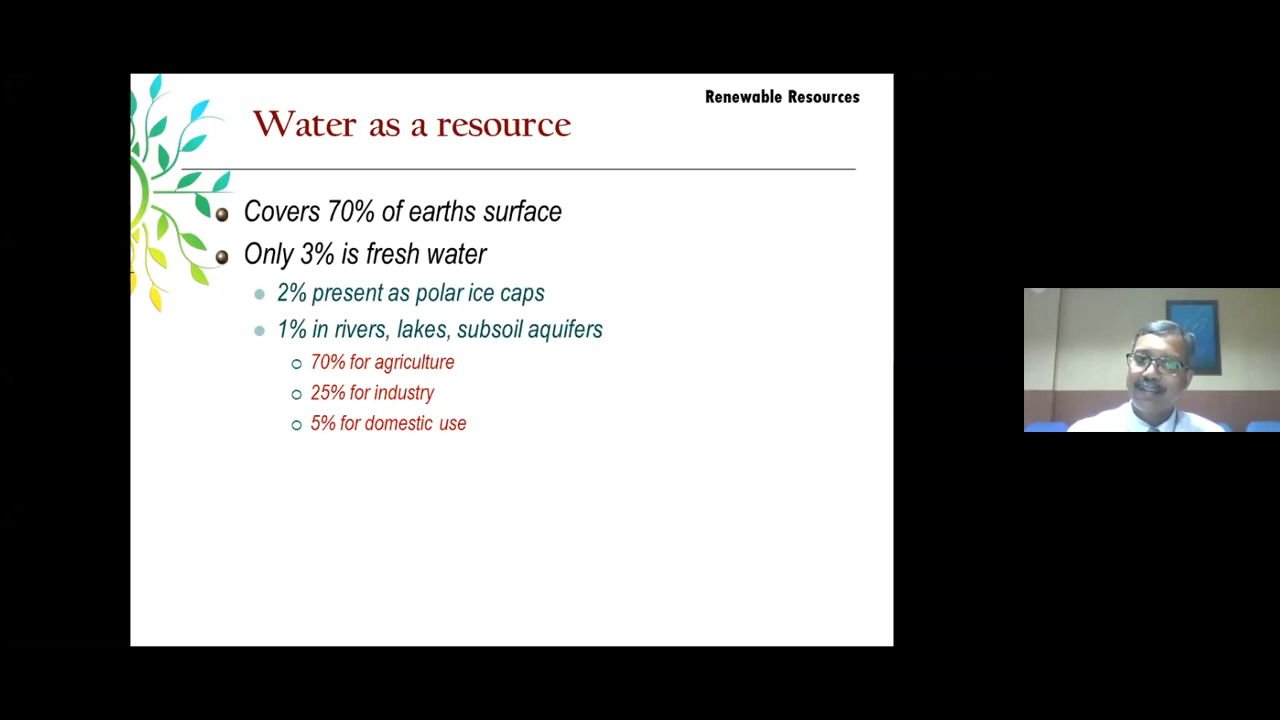 Renewable Resources
Water as a resource
Covers 70% of earths surface
Only 3% is fresh water
2% present as polar ice caps
1% in rivers, lakes, subsoil aquifers
70% for agriculture
25% for industry
5% for domestic use